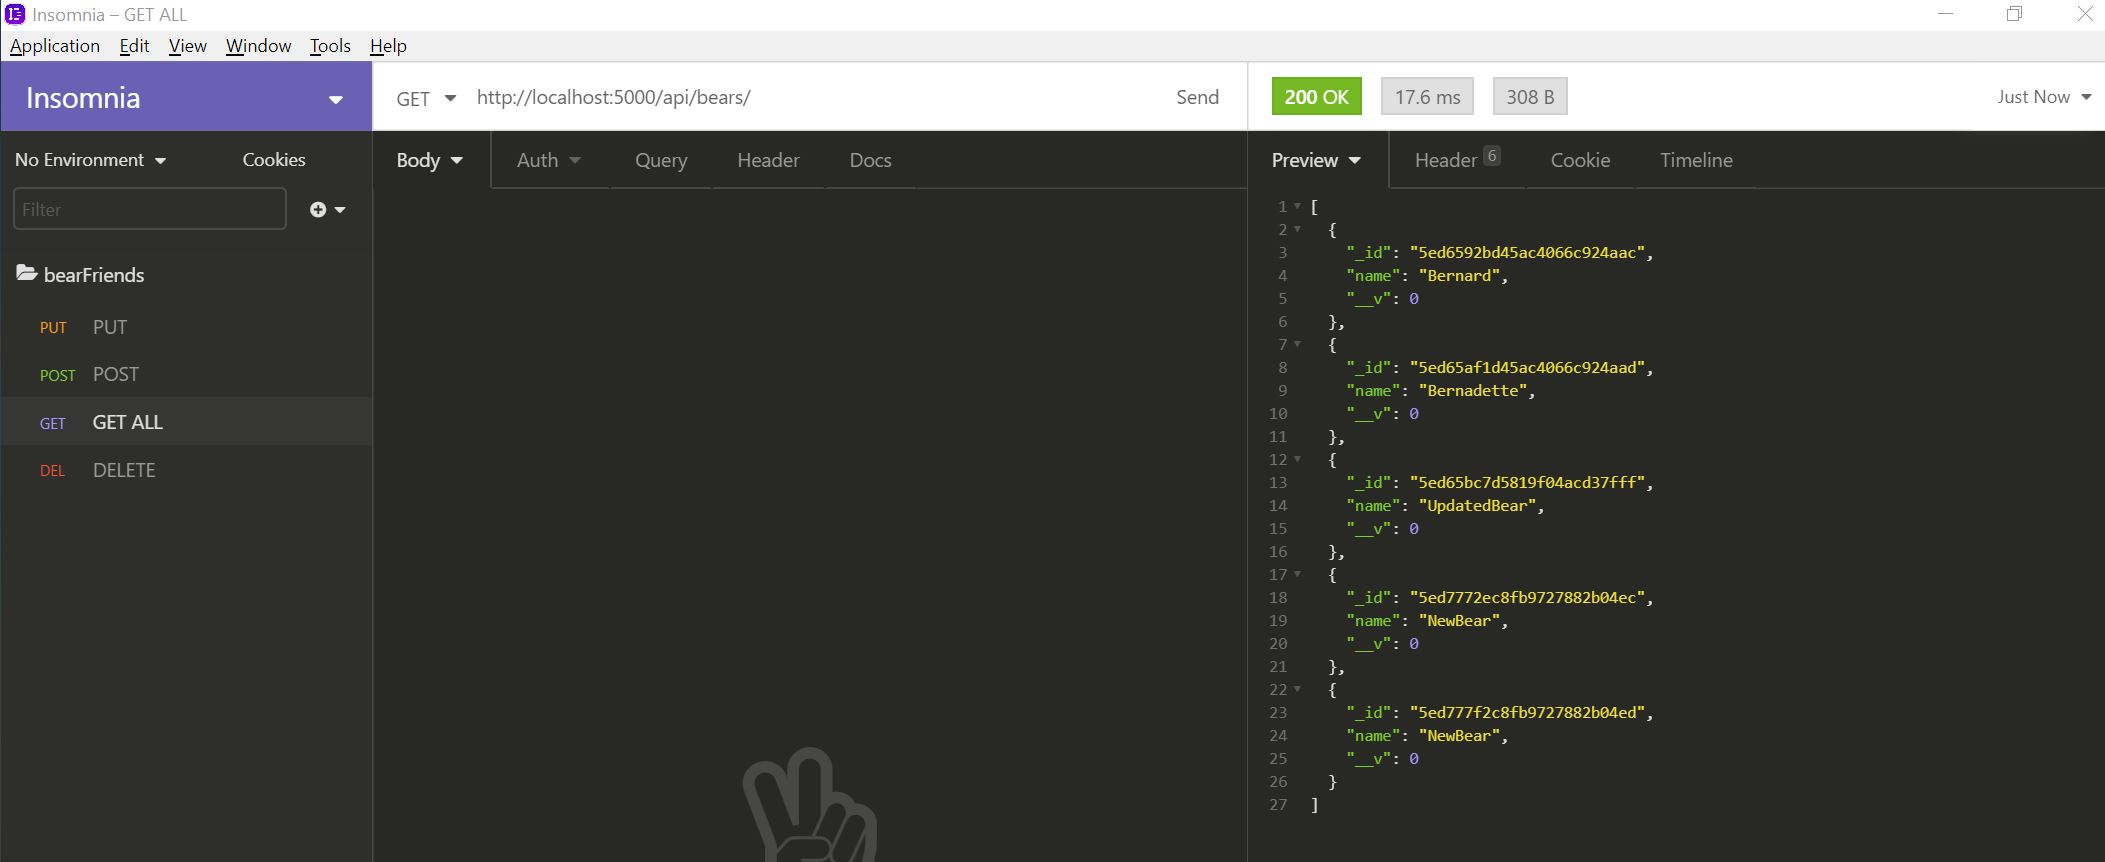 Insomnia – GET ALL
Application Edit View Window Tools Help
Insomnia
GET http://localhost:5000/api/bears/ Send
200 OK 17.6 ms 308 B Just Now
No Environment Cookies
Filter
bearFriends
PUT PUT
POST POST
GET GET ALL
DEL DELETE
Body Auth Query Header Docs
Preview Header 6 Cookie Timeline
1 [
2 {
3 "_id": "5ed6592bd45ac4066c924aac",
4 "name": "Bernard",
5 "__v": 0
6 },
7 {
8 "_id": "5ed65af1d45ac4066c924aad",
9 "name": "Bernadette",
10 "__v": 0
11 },
12 {
13 "_id": "5ed65bc7d5819f04acd37fff",
14 "name": "UpdatedBear",
15 "__v": 0
16 },
17 {
18 "_id": "5ed7772ec8fb9727882b04ec",
19 "name": "NewBear",
20 "__v": 0
21 },
22 {
23 "_id": "5ed777f2c8fb9727882b04ed",
24 "name": "NewBear",
25 "__v": 0
26 }
27 ]